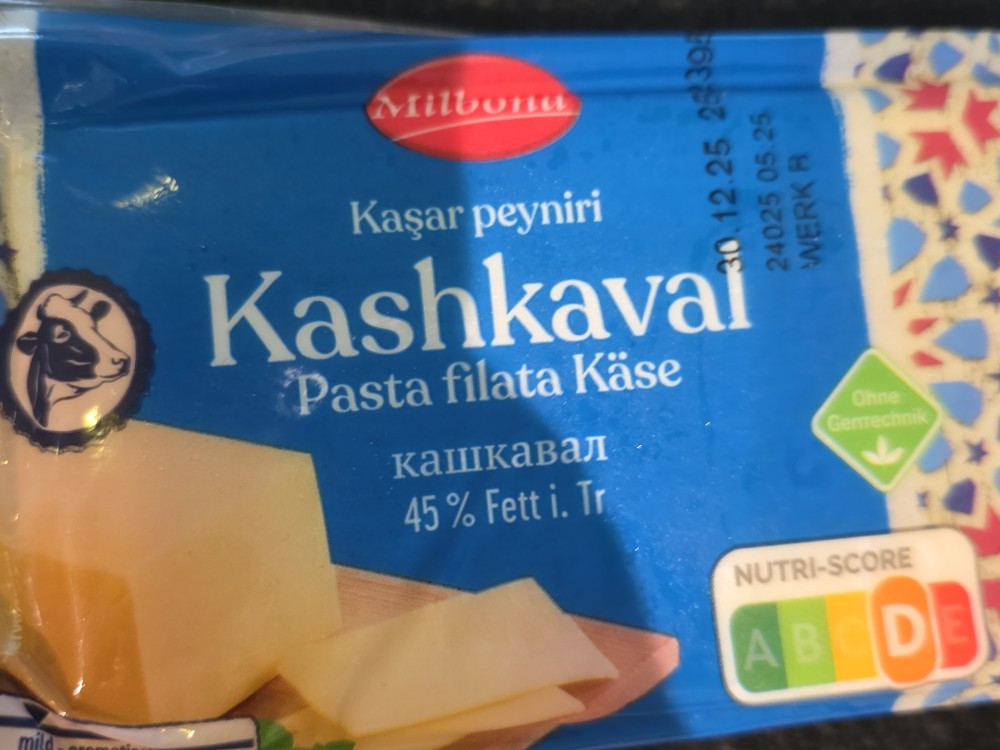 Milbona
Kaşar peyniri
Kashkaval
Pasta filata Käse
кашкавал
45 % Fett i. Tr
30.12.25
24025 05:25
WERK R
Ohne
Gentechnik
NUTRI-SCORE
A B C D E
mild